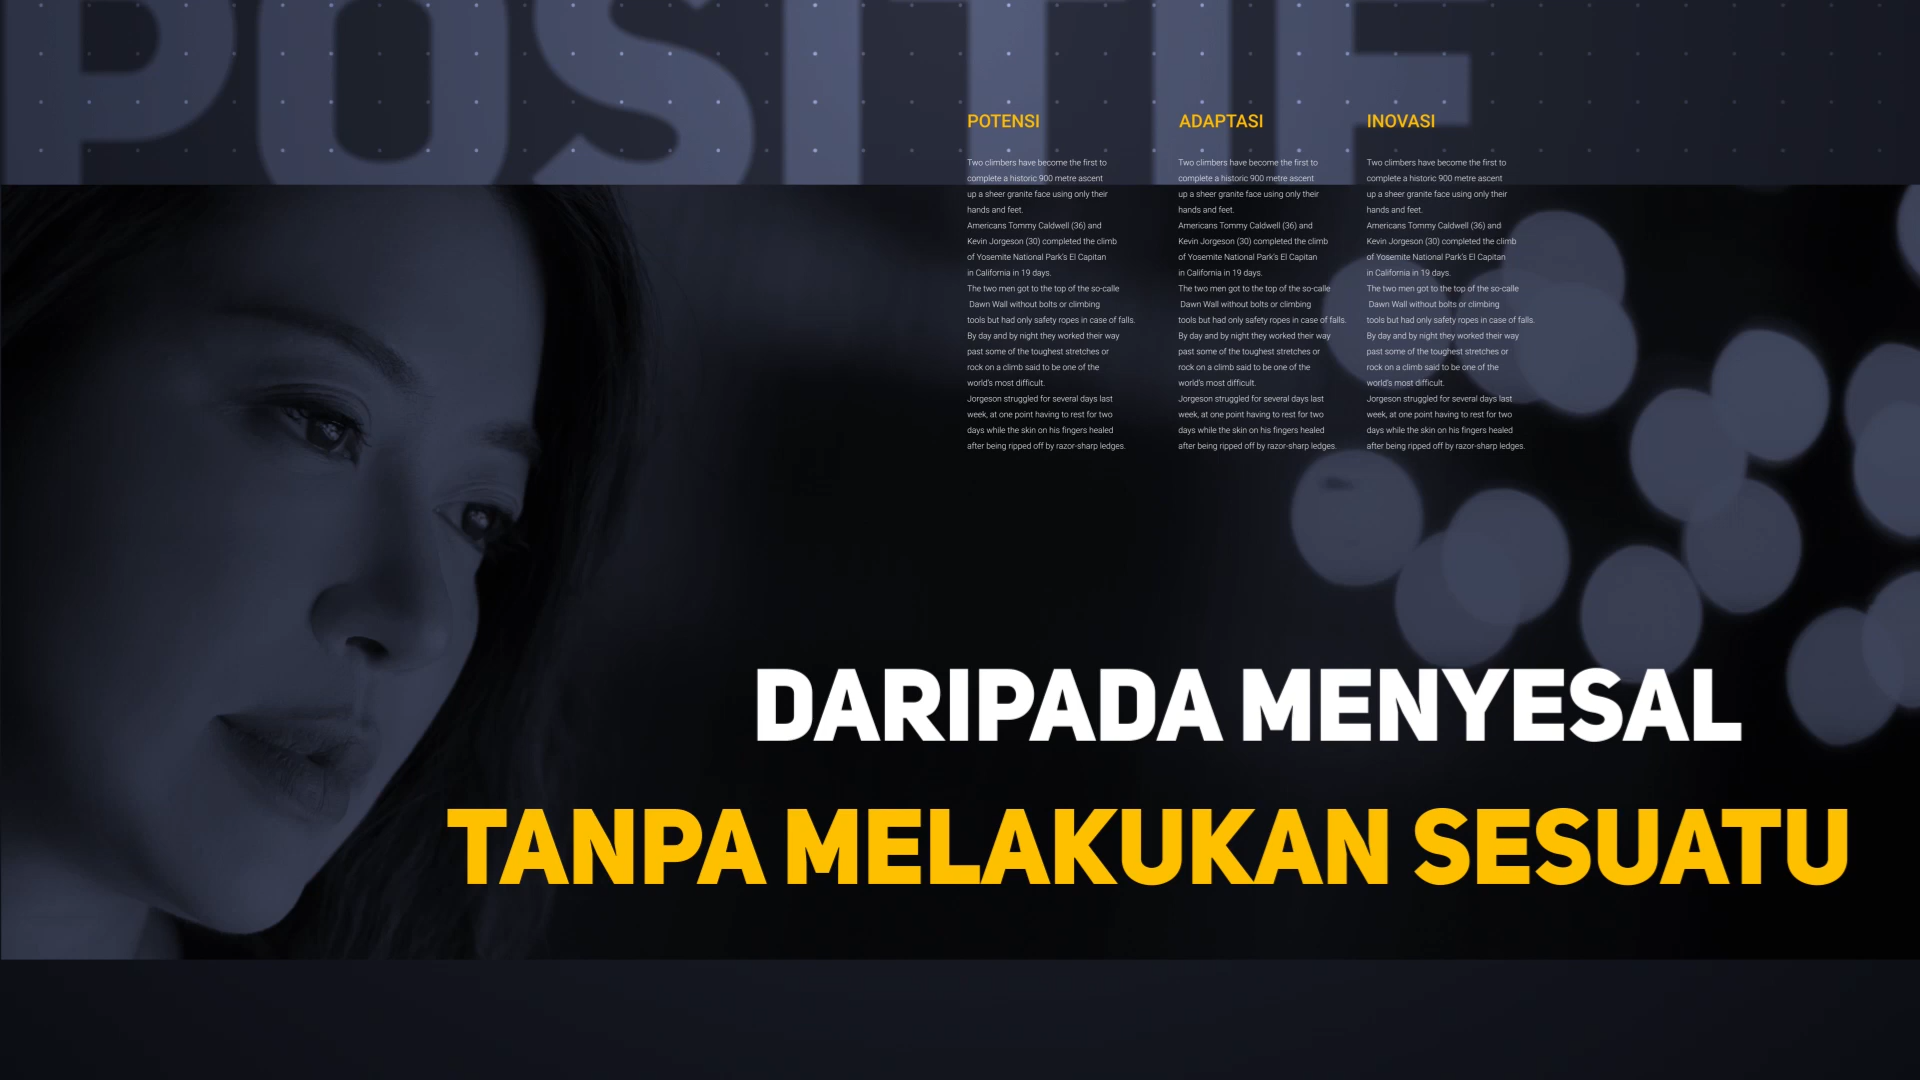 POSITIF
POTENSI
Two climbers have become the first to
complete a historic 900 metre ascent
up a sheer granite face using only their
hands and feet.
Americans Tommy Caldwell (36) and
Kevin Jorgeson (30) completed the climb
of Yosemite National Park's El Capitan
in California in 19 days.
The two men got to the top of the so-calle
Dawn Wall without bolts or climbing
tools but had only safety ropes in case of falls.
By day and by night they worked their way
past some of the toughest stretches or
rock on a climb said to be one of the
world's most difficult.
Jorgeson struggled for several days last
week, at one point having to rest for two
days while the skin on his fingers healed
after being ripped off by razor-sharp ledges.
ADAPTASI
Two climbers have become the first to
complete a historic 900 metre ascent
up a sheer granite face using only their
hands and feet.
Americans Tommy Caldwell (36) and
Kevin Jorgeson (30) completed the climb
of Yosemite National Park's El Capitan
in California in 19 days.
The two men got to the top of the so-calle
Dawn Wall without bolts or climbing
tools but had only safety ropes in case of falls.
By day and by night they worked their way
past some of the toughest stretches or
rock on a climb said to be one of the
world's most difficult.
Jorgeson struggled for several days last
week, at one point having to rest for two
days while the skin on his fingers healed
after being ripped off by razor-sharp ledges.
INOVASI
Two climbers have become the first to
complete a historic 900 metre ascent
up a sheer granite face using only their
hands and feet.
Americans Tommy Caldwell (36) and
Kevin Jorgeson (30) completed the climb
of Yosemite National Park's El Capitan
in California in 19 days.
The two men got to the top of the so-calle
Dawn Wall without bolts or climbing
tools but had only safety ropes in case of falls.
By day and by night they worked their way
past some of the toughest stretches or
rock on a climb said to be one of the
world's most difficult.
Jorgeson struggled for several days last
week, at one point having to rest for two
days while the skin on his fingers healed
after being ripped off by razor-sharp ledges.
DARIPADA MENYESAL
TANPA MELAKUKAN SESUATU